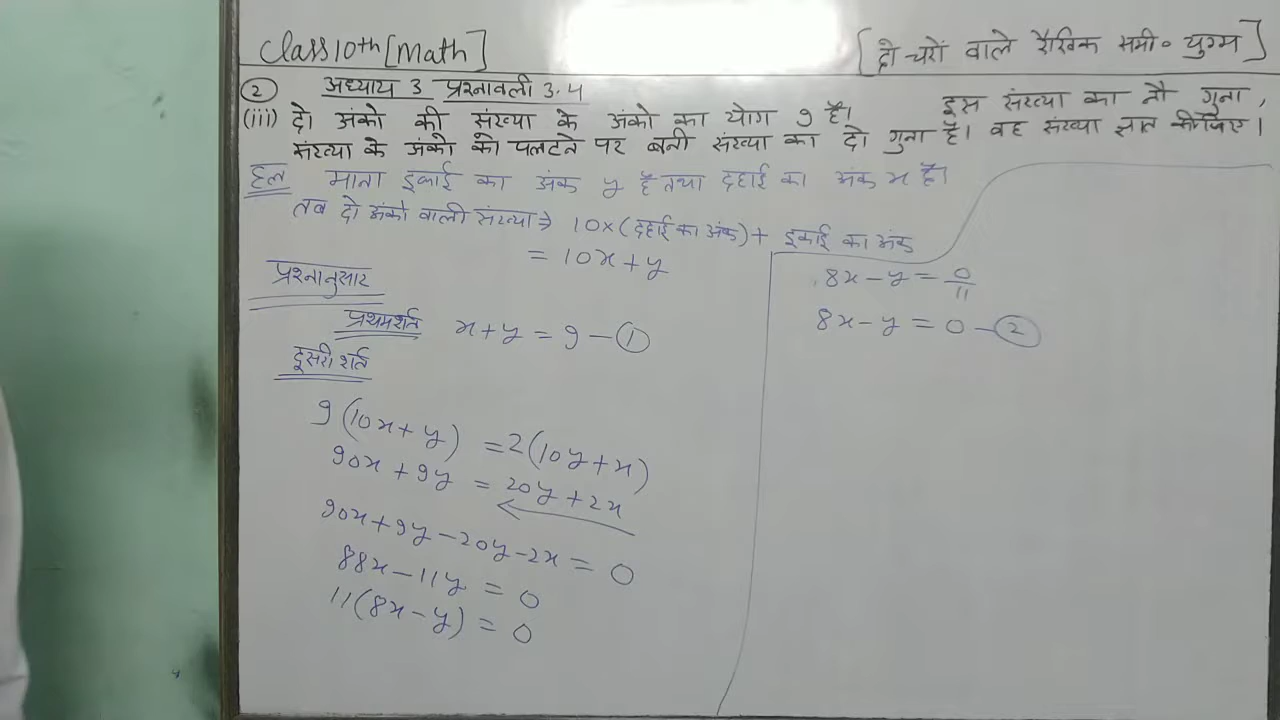 Class 10th [Math]
[दो चरों वाले रैखिक समी० युग्म]
② अध्याय 3 प्रश्नावली 3.4
(iii) दो अंको की संख्या के अंको का योग 9 है। इस संख्या का नौ गुना,
संख्या के अंको को पलटने पर बनी संख्या का दो गुना है। वह संख्या ज्ञात कीजिए।
हल माना इकाई का अंक y है तथा दहाई का अंक x है।
तब दो अंको वाली संख्या ⇒ 10×(दहाई का अंक) + इकाई का अंक
= 10x+y
प्रश्नानुसार
प्रथमशर्त x+y = 9 – ①
दूसरी शर्त
9(10x+y) = 2(10y+x)
90x+9y = 20y+2x
90x+9y-20y-2x = 0
88x-11y = 0
11(8x-y) = 0
8x-y = 0/11
8x-y = 0 – ②